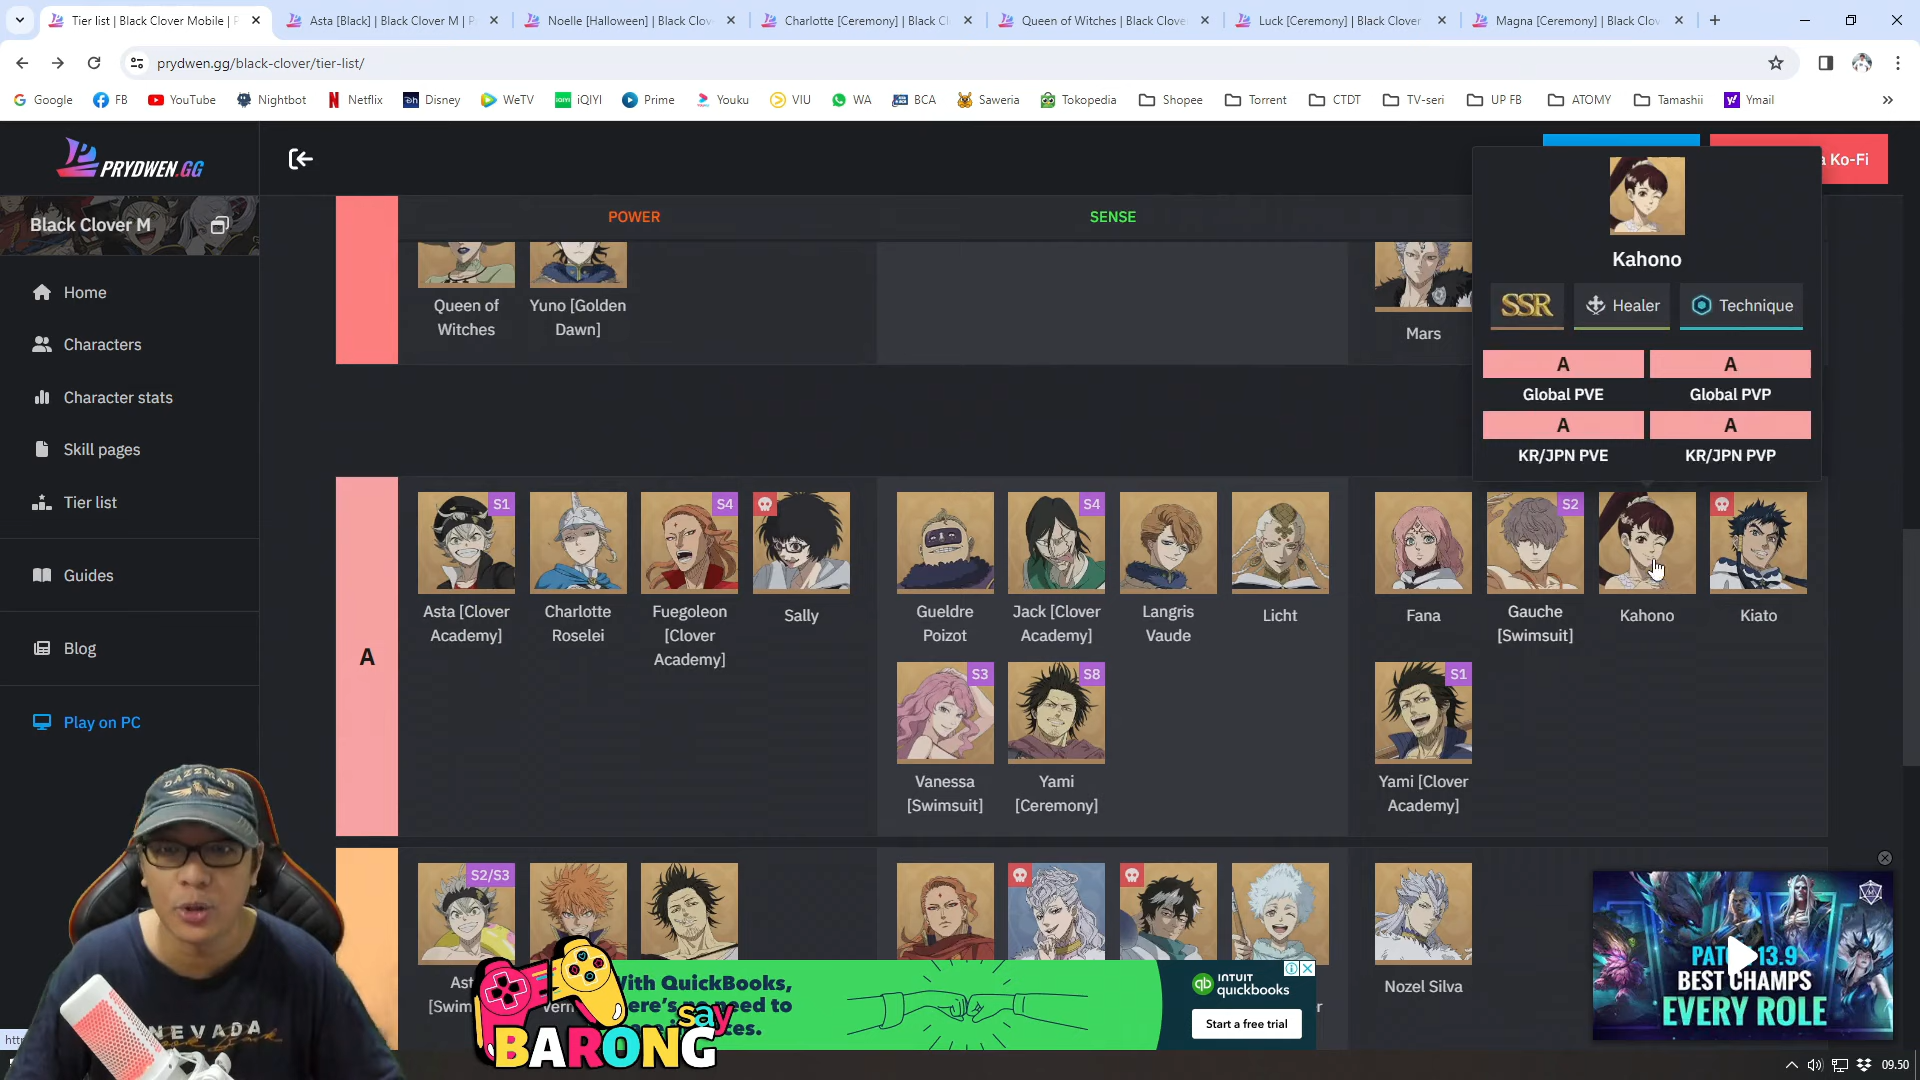 Tier list | Black Clover Mobile | P
Asta [Black] | Black Clover M | P
Noelle [Halloween] | Black Clov
Charlotte [Ceremony] | Black Cl
Queen of Witches | Black Clove
Luck [Ceremony] | Black Clover
Magna [Ceremony] | Black Clov
prydwen.gg/black-clover/tier-list/
Google
FB
YouTube
Nightbot
Netflix
Disney
WeTV
iQIYI
Prime
Youku
VIU
WA
BCA
Saweria
Tokopedia
Shopee
Torrent
CTDT
TV-seri
UP FB
ATOMY
Tamashii
Ymail
PRYDWEN.GG
a Ko-Fi
Black Clover M
Home
Characters
Character stats
Skill pages
Tier list
Guides
Blog
Play on PC
POWER
SENSE
Queen of
Witches
Yuno [Golden
Dawn]
Mars
Kahono
SSR
Healer
Technique
A
A
Global PVE
Global PVP
A
A
KR/JPN PVE
KR/JPN PVP
A
S1
Asta [Clover
Academy]
Charlotte
Roselei
S4
Fuegoleon
[Clover
Academy]
Sally
Gueldre
Poizot
S4
Jack [Clover
Academy]
Langris
Vaude
Licht
Fana
S2
Gauche
[Swimsuit]
Kahono
Kiato
S3
Vanessa
[Swimsuit]
S8
Yami
[Ceremony]
S1
Yami [Clover
Academy]
S2/S3
Nozel Silva
With QuickBooks,
INTUIT
quickbooks
Start a free trial
say
BARONG
PATCH 13.9
BEST CHAMPS
EVERY ROLE
DAZZMAN
NEVADA
09.50